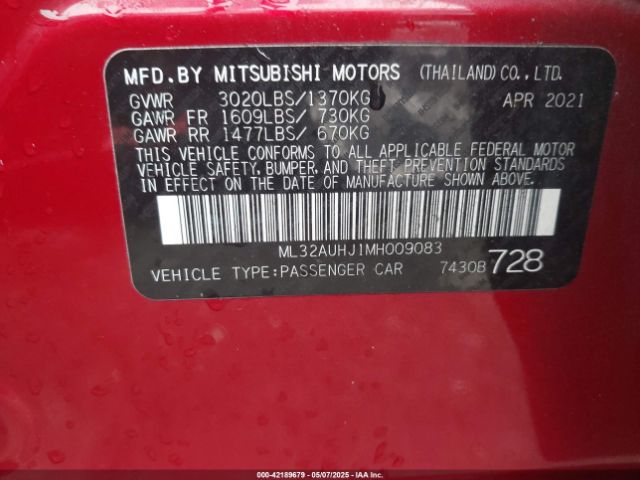 MFD. BY MITSUBISHI MOTORS (THAILAND) CO., LTD.
GVWR 3020LBS/1370KG APR 2021
GAWR FR 1609LBS/ 730KG
GAWR RR 1477LBS/ 670KG
THIS VEHICLE CONFORMS TO ALL APPLICABLE FEDERAL MOTOR
VEHICLE SAFETY, BUMPER, AND THEFT PREVENTION STANDARDS
IN EFFECT ON THE DATE OF MANUFACTURE SHOWN ABOVE.
ML32AUHJ1MH009083
VEHICLE TYPE:PASSENGER CAR 7430B 728
000-42189679 - 05/07/2025 - IAAI.COM